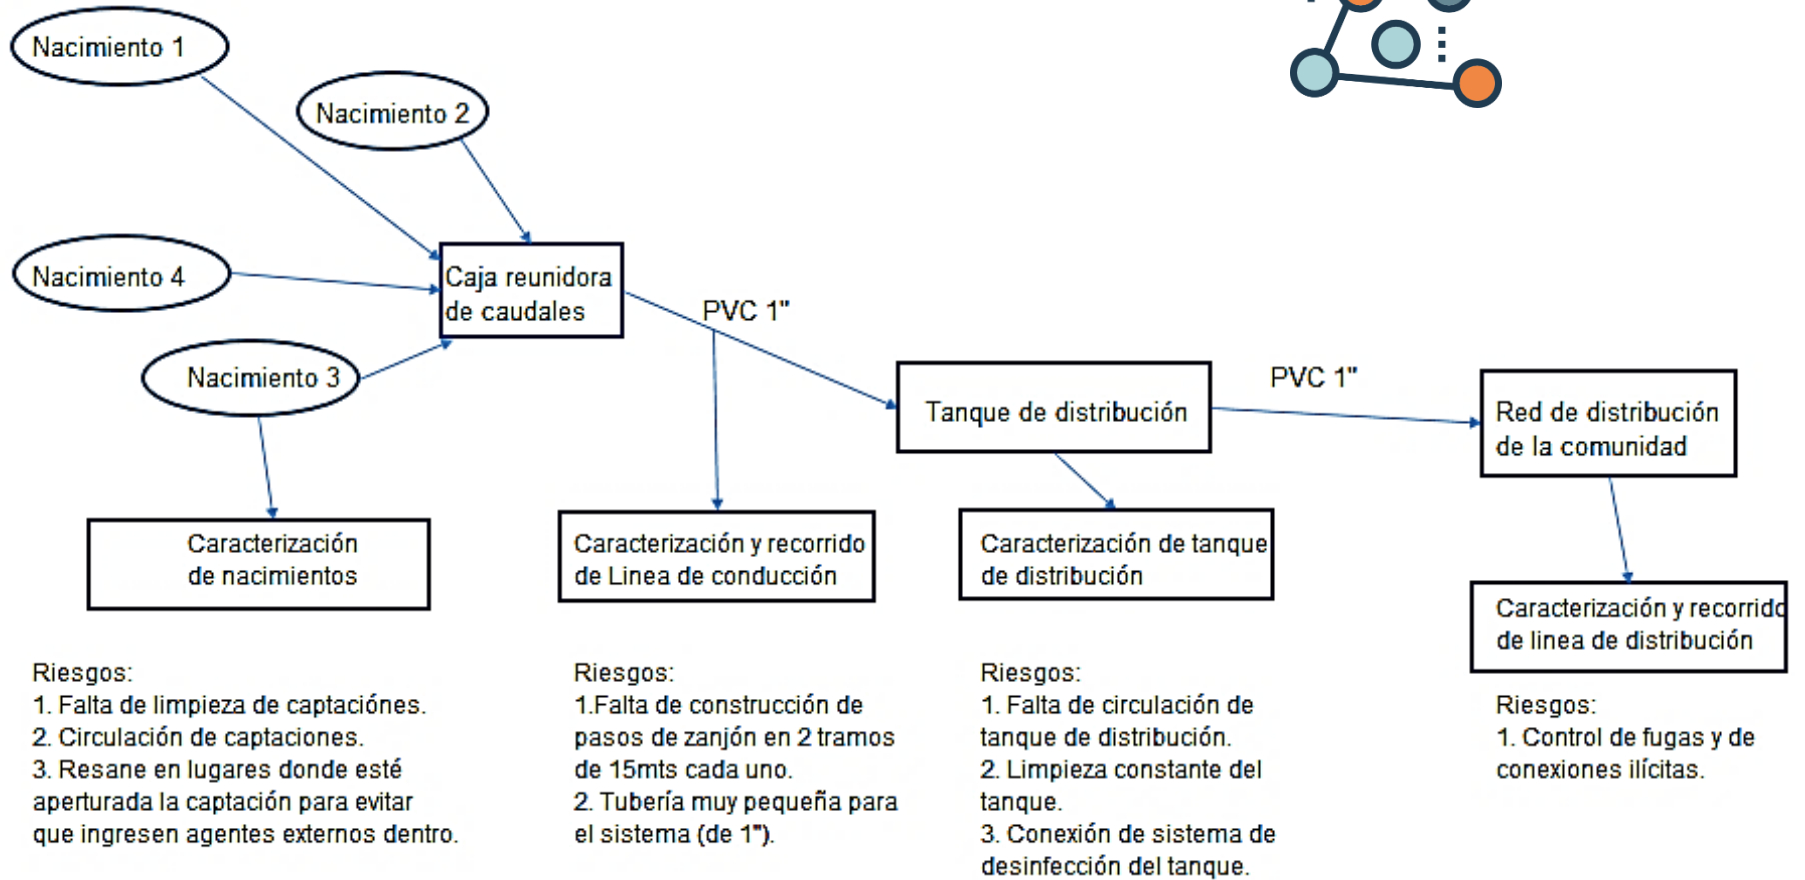 Nacimiento 1
Nacimiento 2
Nacimiento 4
Caja reunidora
de caudales
PVC 1"
Nacimiento 3
Tanque de distribución
PVC 1"
Red de distribución
de la comunidad
Caracterización
de nacimientos
Caracterización y recorrido
de Linea de conducción
Caracterización de tanque
de distribución
Caracterización y recorrido
de linea de distribución
Riesgos:
1. Falta de limpieza de captaciónes.
2. Circulación de captaciones.
3. Resane en lugares donde esté
aperturada la captación para evitar
que ingresen agentes externos dentro.
Riesgos:
1.Falta de construcción de
pasos de zanjón en 2 tramos
de 15mts cada uno.
2. Tubería muy pequeña para
el sistema (de 1").
Riesgos:
1. Falta de circulación de
tanque de distribución.
2. Limpieza constante del
tanque.
3. Conexión de sistema de
desinfección del tanque.
Riesgos:
1. Control de fugas y de
conexiones ilícitas.